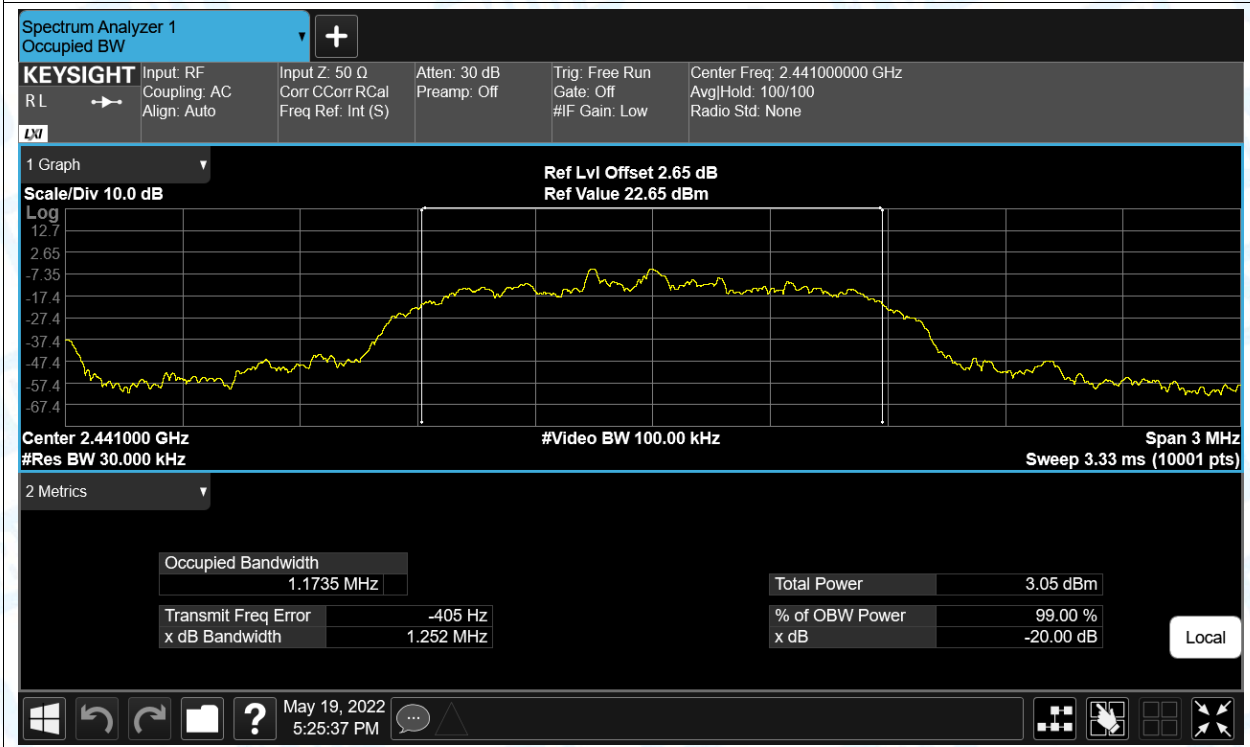 Spectrum Analyzer 1
Occupied BW
KEYSIGHT
R L
LXI
Input: RF
Coupling: AC
Align: Auto
Input Z: 50 Ω
Corr CCorr RCal
Freq Ref: Int (S)
Atten: 30 dB
Preamp: Off
Trig: Free Run
Gate: Off
#IF Gain: Low
Center Freq: 2.441000000 GHz
Avg|Hold: 100/100
Radio Std: None
1 Graph
Scale/Div 10.0 dB
Ref Lvl Offset 2.65 dB
Ref Value 22.65 dBm
Log
12.7
2.65
-7.35
-17.4
-27.4
-37.4
-47.4
-57.4
-67.4
Center 2.441000 GHz
#Video BW 100.00 kHz
Span 3 MHz
#Res BW 30.000 kHz
Sweep 3.33 ms (10001 pts)
2 Metrics
Occupied Bandwidth
1.1735 MHz
Total Power 3.05 dBm
Transmit Freq Error -405 Hz
% of OBW Power 99.00 %
x dB Bandwidth 1.252 MHz
x dB -20.00 dB
Local
?
May 19, 2022
5:25:37 PM